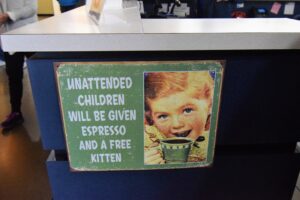 UNATTENDED
CHILDREN
WILL BE GIVEN
ESPRESSO
AND A FREE
KITTEN